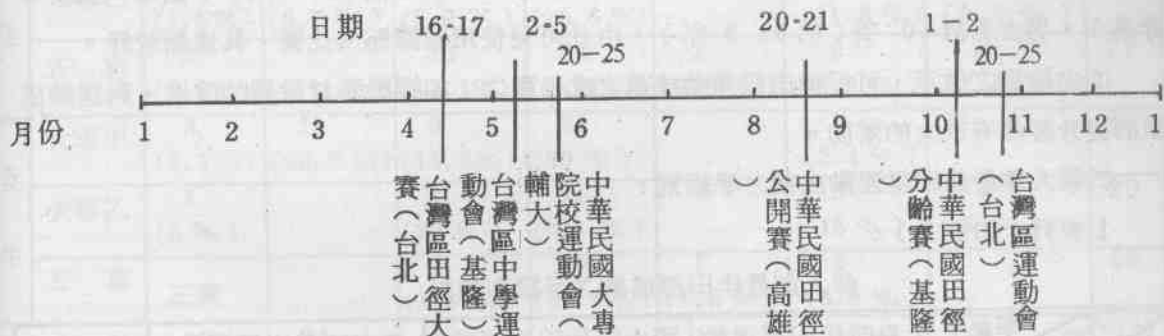 日期 16-17 2-5 20-21 1-2
20-25 20-25
月份 1 2 3 4 5 6 7 8 9 10 11 12 1
台灣區田徑大
賽（台北）
台灣區中學運
動會（基隆）
中華民國大專
院校運動會（
輔大）
中華民國田徑
公開賽（高雄
）
中華民國田徑
分齡賽（基隆
）
台灣區運動會
（台北）